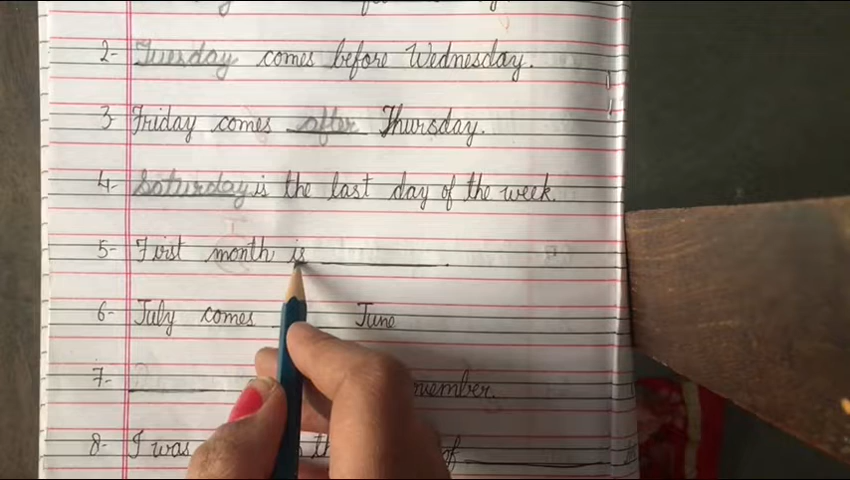 2- Tuesday comes before Wednesday.
3 Friday comes after Thursday.
4- Saturday is the last day of the week.
5- First month is
6- July comes June
7- vember.
8- I was th of